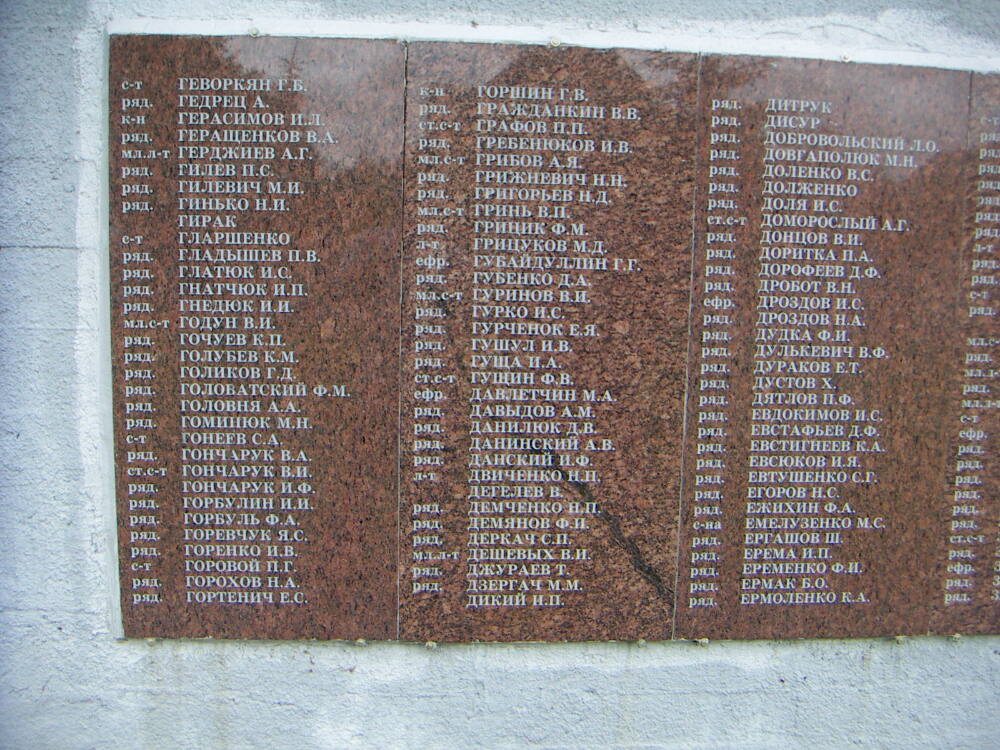 с-т ГЕВОРКЯН Г.Б.
ряд. ГЕДРЕЦ А.
к-н ГЕРАСИМОВ И.Л.
ряд. ГЕРАЩЕНКОВ В.А.
мл.л-т ГЕРДЖИЕВ А.Г.
ряд. ГИЛЕВ П.С.
ряд. ГИЛЕВИЧ М.И.
ряд. ГИНЬКО Н.И.
ГИРАК
с-т ГЛАРШЕНКО
ряд. ГЛАДЫШЕВ П.В.
ряд. ГЛАТЮК И.С.
ряд. ГНАТЧЮК И.П.
ряд. ГНЕДЮК И.И.
мл.с-т ГОДУН В.И.
ряд. ГОЧУЕВ К.П.
ряд. ГОЛУБЕВ К.М.
ряд. ГОЛИКОВ Г.Д.
ряд. ГОЛОВАТСКИЙ Ф.М.
ряд. ГОЛОВНЯ А.А.
ряд. ГОМИНЮК М.Н.
с-т ГОНЕЕВ С.А.
ряд. ГОНЧАРУК В.А.
ст.с-т ГОНЧАРУК В.И.
ряд. ГОНЧАРУК И.Ф.
ряд. ГОРБУЛИН И.И.
ряд. ГОРБУЛЬ Ф.А.
ряд. ГОРЕВЧУК Я.С.
ряд. ГОРЕНКО И.В.
с-т ГОРОВОЙ П.Г.
ряд. ГОРОХОВ Н.А.
ряд. ГОРТЕНИЧ Е.С.
к-н ГОРШИН Г.В.
ряд. ГРАЖДАНКИН В.В.
ст.с-т ГРАФОВ П.П.
ряд. ГРЕБЕНЮКОВ И.В.
мл.с-т ГРИБОВ А.Я.
ряд. ГРИЖНЕВИЧ Н.Н.
ряд. ГРИГОРЬЕВ Н.Д.
мл.с-т ГРИНЬ В.П.
ряд. ГРИЦИК Ф.М.
л-т ГРИЦУКОВ М.Д.
ефр. ГУБАЙДУЛЛИН Г.Г.
ряд. ГУБЕНКО Д.А.
мл.с-т ГУРИНОВ В.И.
ряд. ГУРКО И.С.
ряд. ГУРЧЕНОК Е.Я.
ряд. ГУШУЛ И.В.
ряд. ГУЩА И.А.
ст.с-т ГУЩИН Ф.В.
ефр. ДАВЛЕТЧИН М.А.
ряд. ДАВЫДОВ А.М.
ряд. ДАНИЛЮК Д.В.
ряд. ДАНИНСКИЙ А.В.
ряд. ДАНСКИЙ И.Ф.
л-т ДВИЧЕНКО Н.П.
ДЕГЕЛЕВ В.
ряд. ДЕМЧЕНКО Н.П.
ряд. ДЕМЯНОВ Ф.И.
ряд. ДЕРКАЧ С.П.
мл.л-т ДЕШЕВЫХ В.И.
ряд. ДЖУРАЕВ Т.
ряд. ДЗЕРГАЧ М.М.
ДИКИЙ И.П.
ряд. ДИТРУК
ряд. ДИСУР
ряд. ДОБРОВОЛЬСКИЙ Л.О.
ряд. ДОВГАПОЛЮК М.Н.
ряд. ДОЛЕНКО В.С.
ряд. ДОЛЖЕНКО
ряд. ДОЛЯ И.С.
ст.с-т ДОМОРОСЛЫЙ А.Г.
ряд. ДОНЦОВ В.И.
ряд. ДОРИТКА П.А.
ряд. ДОРОФЕЕВ Д.Ф.
ряд. ДРОБОТ В.Н.
ефр. ДРОЗДОВ И.С.
ряд. ДРОЗДОВ Н.А.
ряд. ДУДКА Ф.И.
ряд. ДУЛЬКЕВИЧ В.Ф.
ряд. ДУРАКОВ Е.Т.
ряд. ДУСТОВ Х.
ряд. ДЯТЛОВ П.Ф.
ряд. ЕВДОКИМОВ И.С.
ряд. ЕВСТАФЬЕВ Д.Ф.
ряд. ЕВСТИГНЕЕВ К.А.
ряд. ЕВСЮКОВ И.Я.
ряд. ЕВТУШЕНКО С.Г.
ряд. ЕГОРОВ Н.С.
ряд. ЕЖИХИН Ф.А.
с-на ЕМЕЛУЗЕНКО М.С.
ряд. ЕРГАШОВ Ш.
ряд. ЕРЕМА И.П.
ряд. ЕРЕМЕНКО Ф.И.
ряд. ЕРМАК Б.О.
ряд. ЕРМОЛЕНКО К.А.